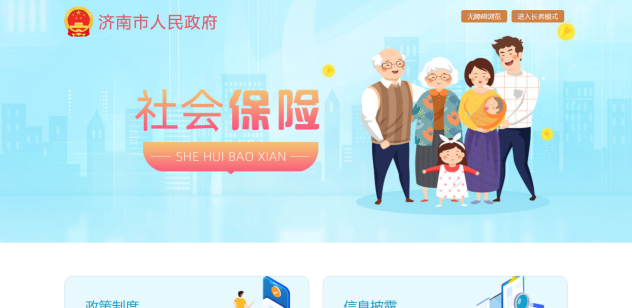 济南市人民政府
无障碍浏览 进入长者模式
社会保险
SHE HUI BAO XIAN
政策制度 信息披露